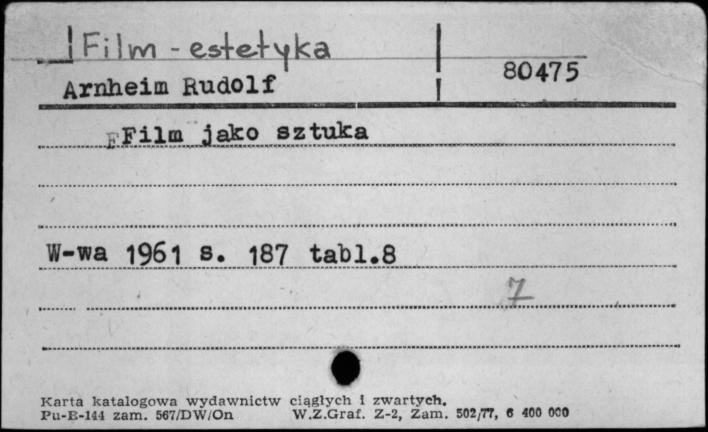 Film - estetyka
Arnheim Rudolf 80475
Film jako sztuka
W-wa 1961 s. 187 tabl.8
7
Karta katalogowa wydawnictw ciągłych i zwartych.
Pu-E-144 zam. 567/DW/On W.Z.Graf. Z-2, Zam. 502/77, 6 400 000